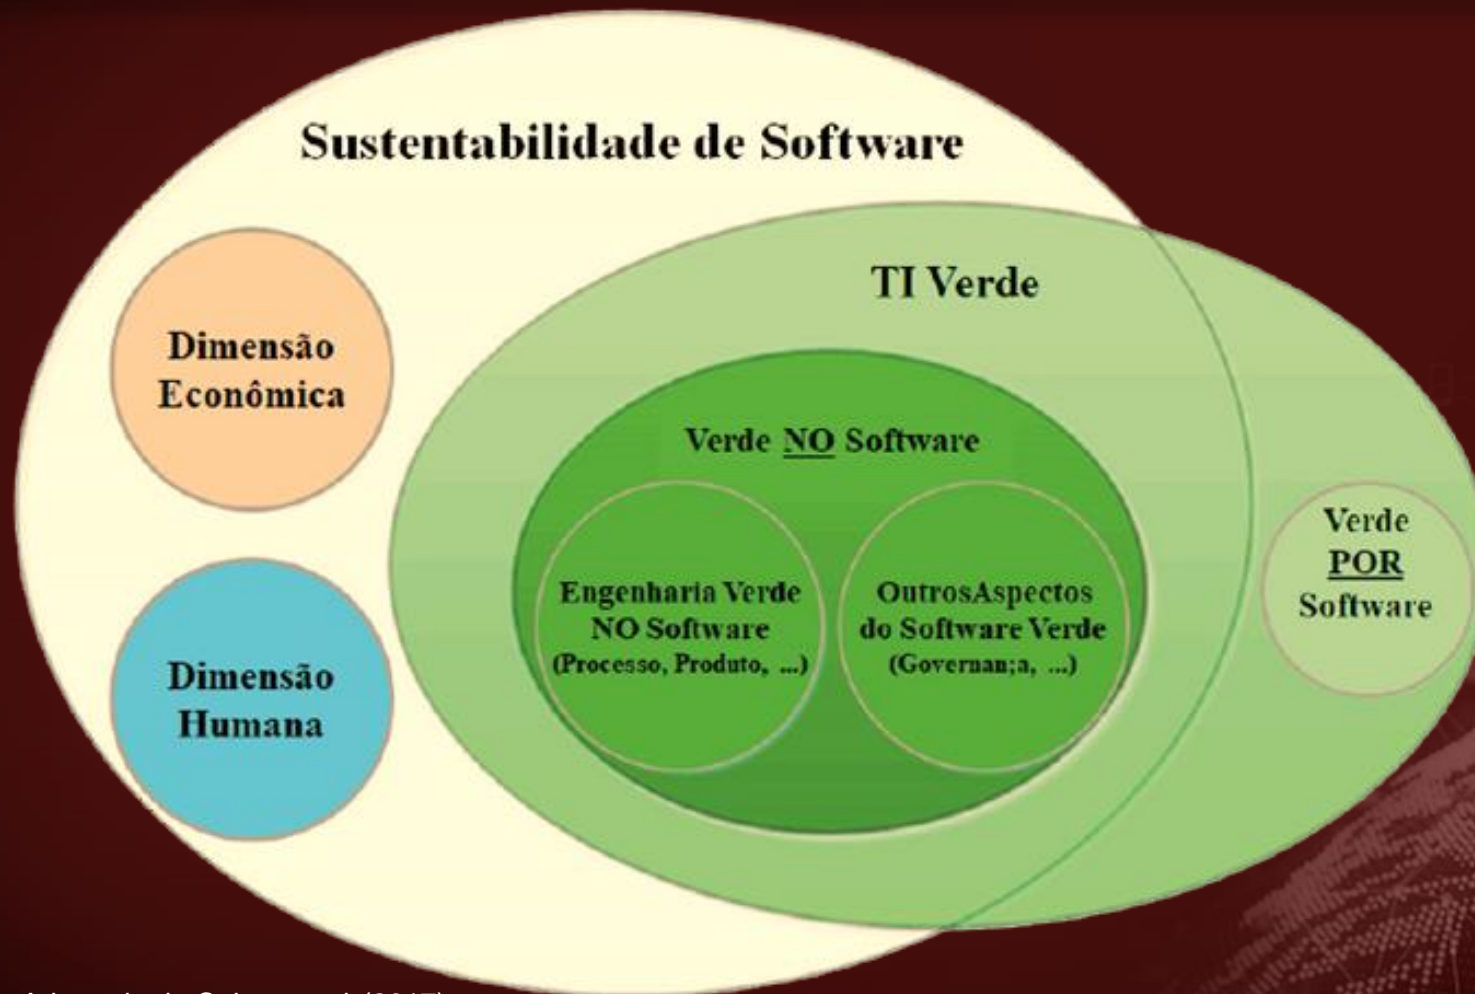 Sustentabilidade de Software
TI Verde
Dimensão
Econômica
Verde NO Software
Verde
POR
Software
Engenharia Verde
NO Software
(Processo, Produto, ...)
OutrosAspectos
do Software Verde
(Governan;a, ...)
Dimensão
Humana